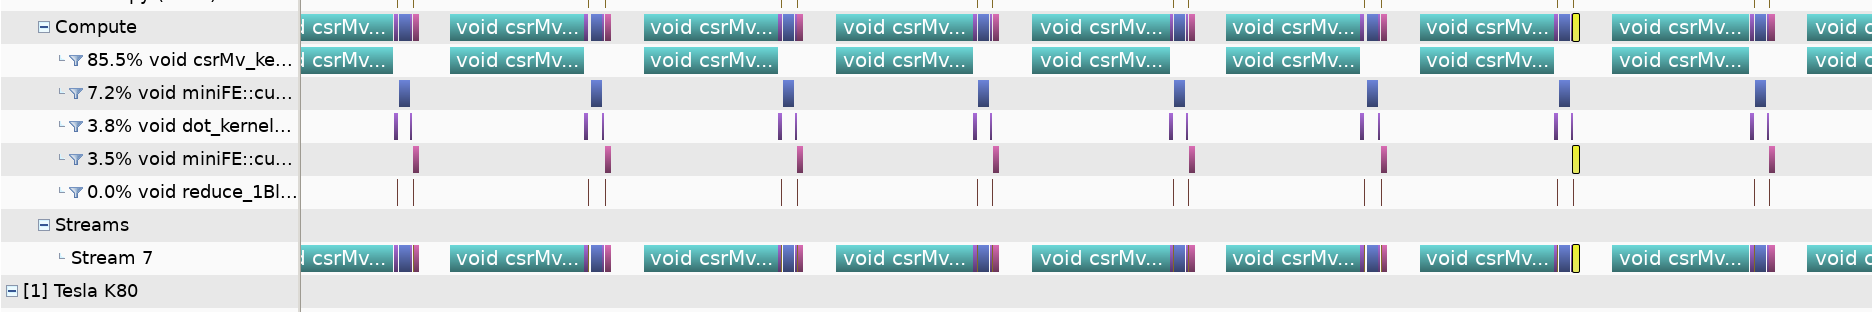 Compute csrMv... void csrMv... void csrMv... void csrMv... void csrMv... void csrMv... void csrMv... void csrMv... void c
85.5% void csrMv_ke... csrMv... void csrMv... void csrMv... void csrMv... void csrMv... void csrMv... void csrMv... void csrMv... void c
7.2% void miniFE::cu...
3.8% void dot_kernel...
3.5% void miniFE::cu...
0.0% void reduce_1Bl...
Streams
Stream 7 csrMv... void csrMv... void csrMv... void csrMv... void csrMv... void csrMv... void csrMv... void csrMv... void c
[1] Tesla K80